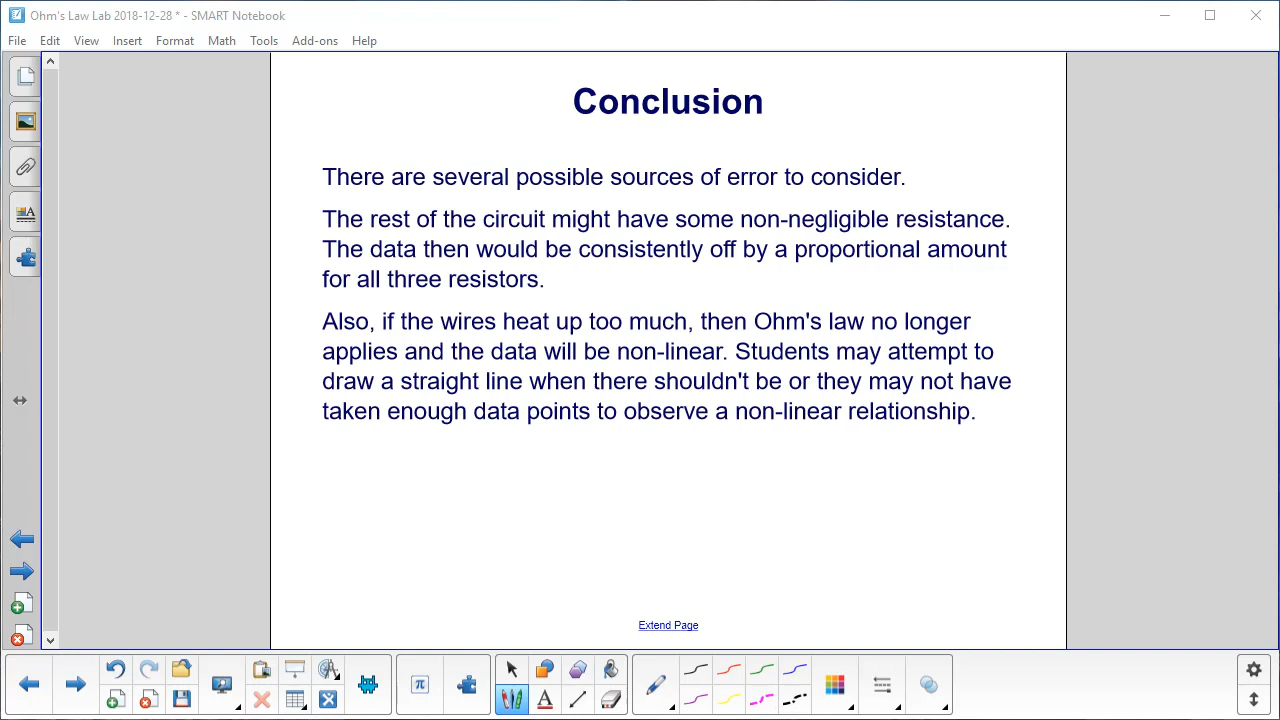 Ohm's Law Lab 2018-12-28 * - SMART Notebook
File Edit View Insert Format Math Tools Add-ons Help
Conclusion
There are several possible sources of error to consider.
The rest of the circuit might have some non-negligible resistance.
The data then would be consistently off by a proportional amount
for all three resistors.
Also, if the wires heat up too much, then Ohm's law no longer
applies and the data will be non-linear. Students may attempt to
draw a straight line when there shouldn't be or they may not have
taken enough data points to observe a non-linear relationship.
Extend Page
π
A